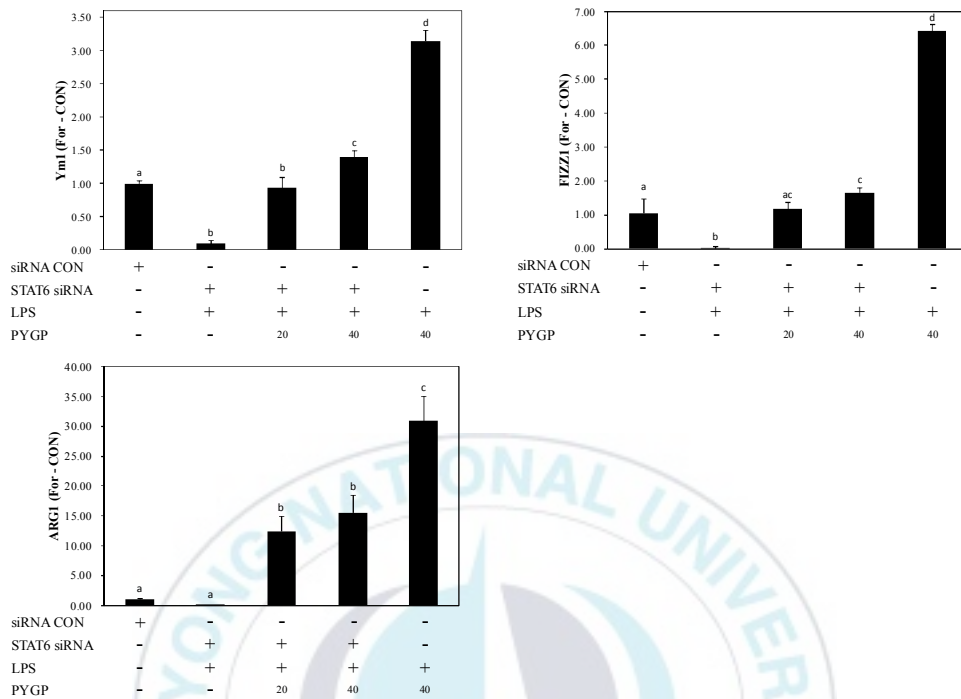 3.50
3.00
2.50
2.00
1.50
1.00
0.50
0.00
Ym1 (For - CON)
a
b
b
c
d
siRNA CON + - - - -
STAT6 siRNA - + + + -
LPS - + + + +
PYGP - - 20 40 40
7.00
6.00
5.00
4.00
3.00
2.00
1.00
0.00
FIZZ1 (For - CON)
a
b
ac
c
d
siRNA CON + - - - -
STAT6 siRNA - + + + -
LPS - + + + +
PYGP - - 20 40 40
40.00
35.00
30.00
25.00
20.00
15.00
10.00
5.00
0.00
ARG1 (For - CON)
a
a
b
b
c
siRNA CON + - - - -
STAT6 siRNA - + + + -
LPS - + + + +
PYGP - - 20 40 40
YONG NATIONAL UNIVER